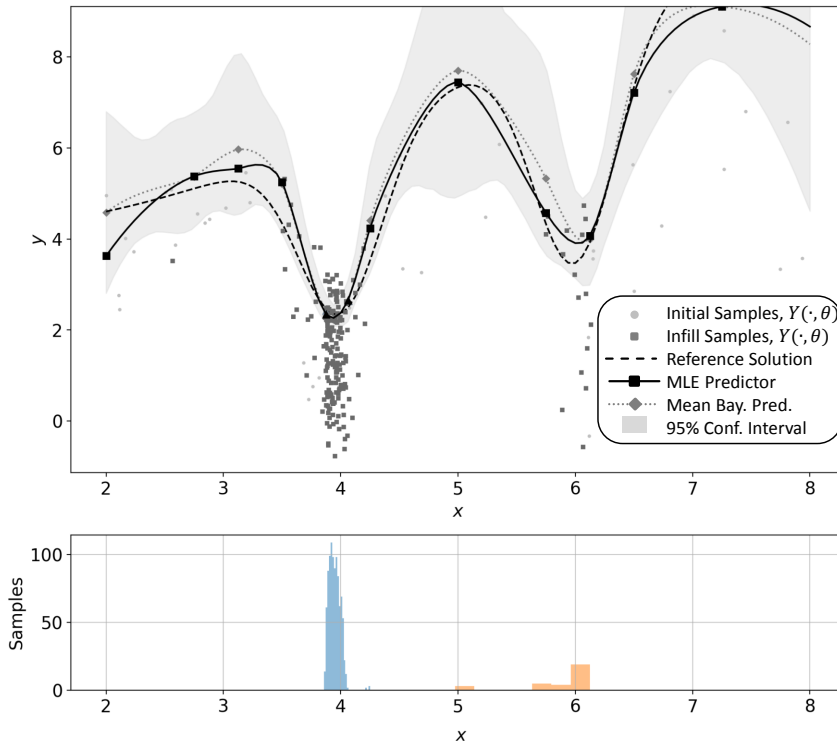 8
6
4
2
0
y
2 3 4 5 6 7 8
x
Initial Samples, Y(·, θ)
Infill Samples, Y(·, θ)
Reference Solution
MLE Predictor
Mean Bay. Pred.
95% Conf. Interval
100
50
0
Samples
2 3 4 5 6 7 8
x